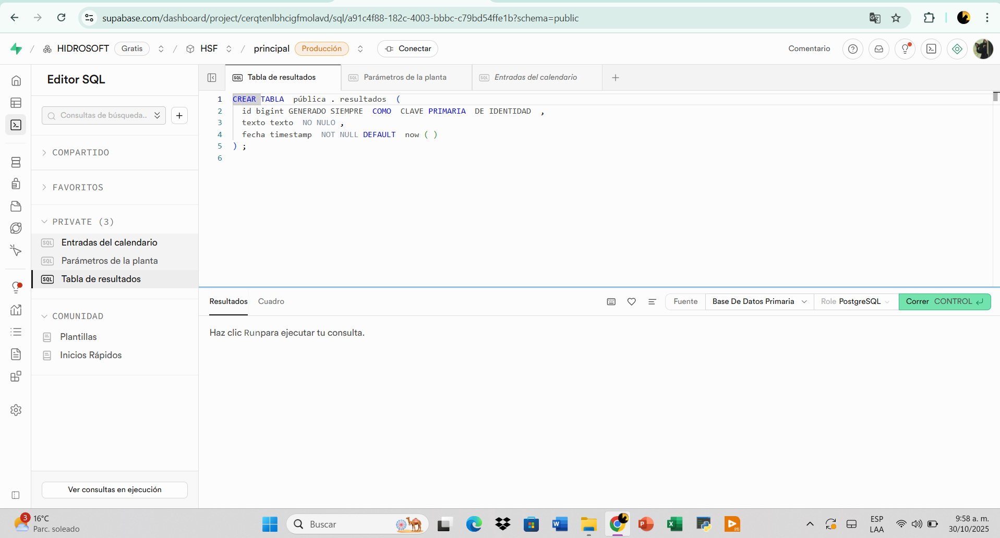 supabase.com/dashboard/project/cerqtenlbhcigfmolavd/sql/a91c4f88-182c-4003-bbbc-c79bd54ffe1b?schema=public
/ HIDROSOFT Gratis / HSF / principal Producción Conectar Comentario
Editor SQL
SQL Tabla de resultados SQL Parámetros de la planta SQL Entradas del calendario
Consultas de búsqueda..
COMPARTIDO
FAVORITOS
PRIVATE (3)
SQL Entradas del calendario
SQL Parámetros de la planta
SQL Tabla de resultados
COMUNIDAD
Plantillas
Inicios Rápidos
Ver consultas en ejecución
1 CREAR TABLA pública . resultados (
2 id bigint GENERADO SIEMPRE COMO CLAVE PRIMARIA DE IDENTIDAD ,
3 texto texto NO NULO ,
4 fecha timestamp NOT NULL DEFAULT now ( )
5 ) ;
6
Resultados Cuadro Fuente Base De Datos Primaria Role PostgreSQL Correr CONTROL
Haz clic Runpara ejecutar tu consulta.
3 16°C
Parc. soleado
Buscar
ESP
LAA
9:58 a. m.
30/10/2025